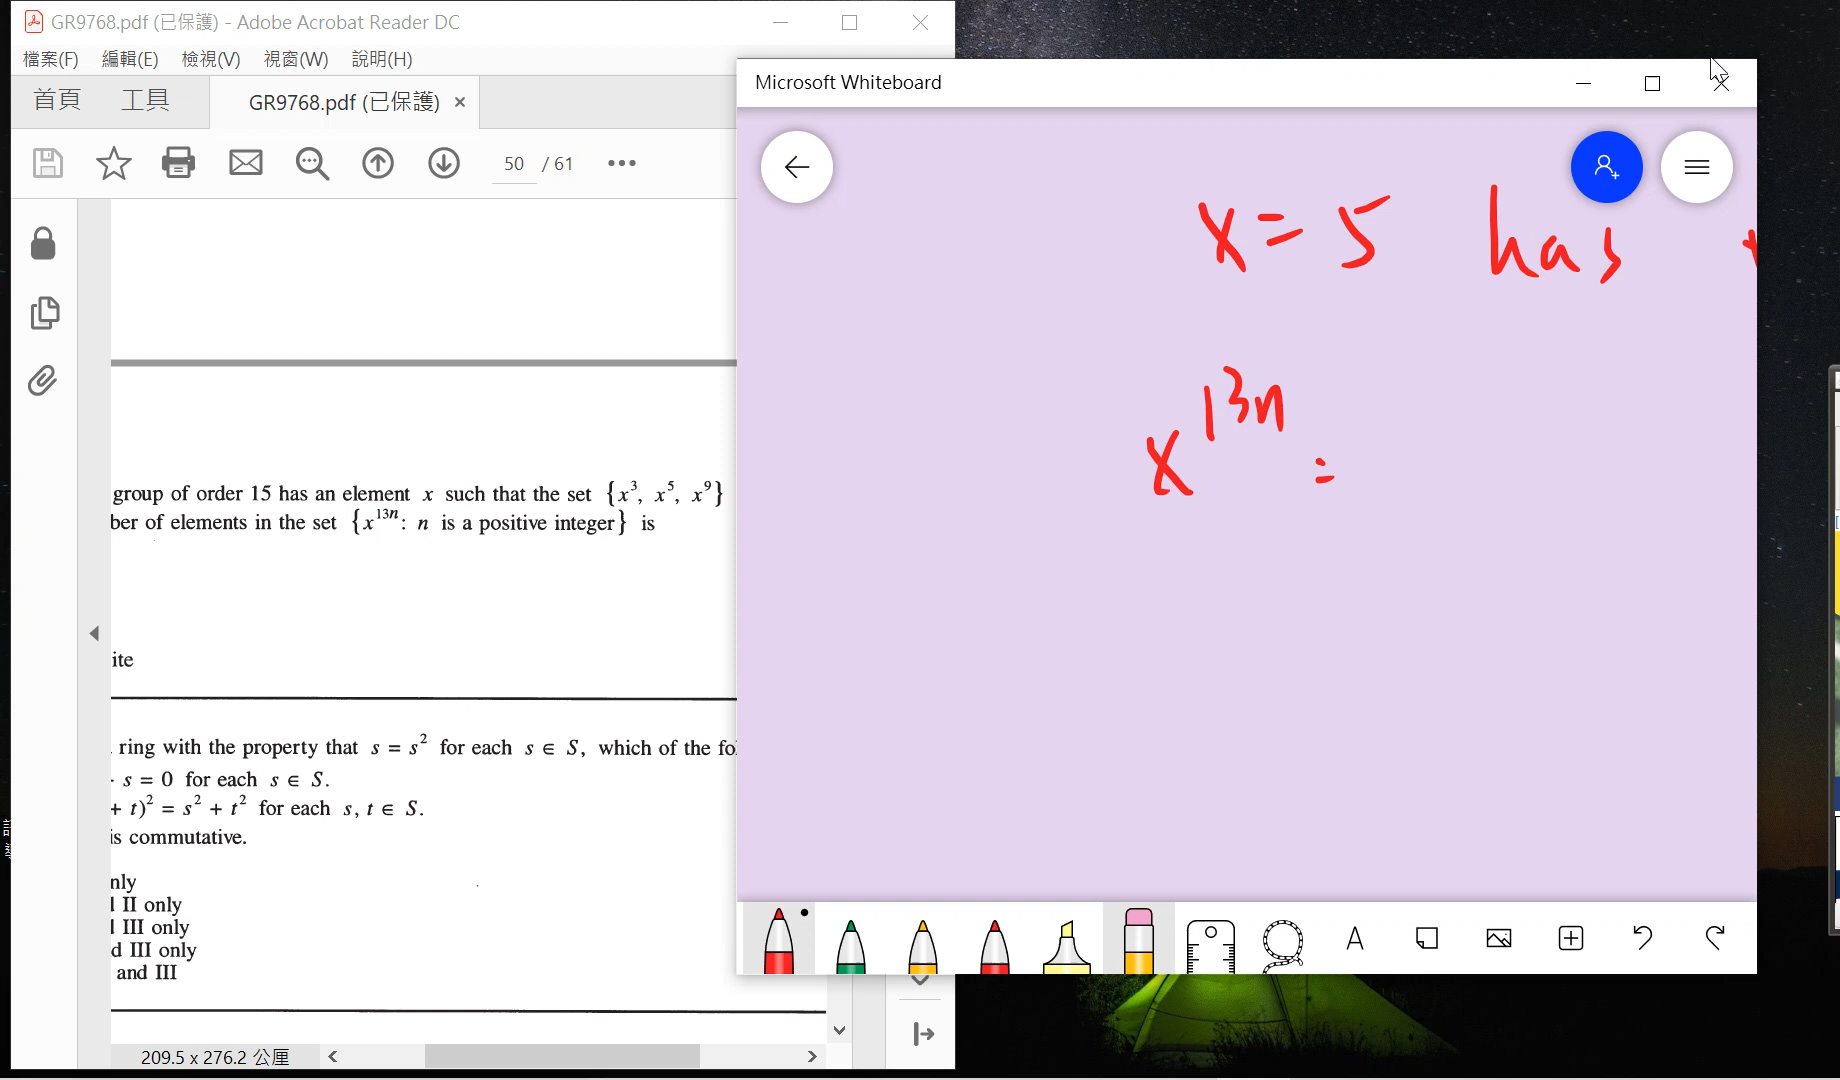 GR9768.pdf (已保護) - Adobe Acrobat Reader DC
檔案(F) 編輯(E) 檢視(V) 視窗(W) 說明(H)
首頁 工具 GR9768.pdf (已保護) ×
50 / 61
group of order 15 has an element x such that the set {x³, x⁵, x⁹}
ber of elements in the set {x¹³ⁿ: n is a positive integer} is
ite
ring with the property that s = s² for each s ∈ S, which of the fo
s = 0 for each s ∈ S.
+ t)² = s² + t² for each s, t ∈ S.
is commutative.
nly
II only
III only
d III only
and III
209.5 x 276.2 公厘
Microsoft Whiteboard
x = 5 has
x¹³ⁿ =
A